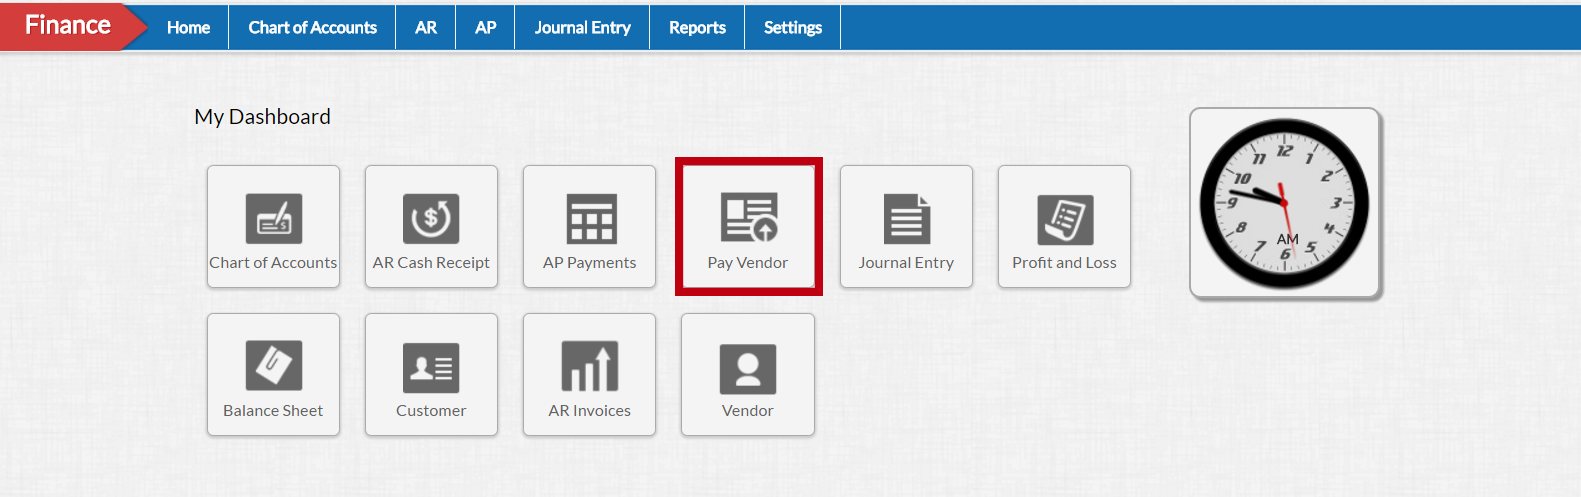 Finance Home Chart of Accounts AR AP Journal Entry Reports Settings
My Dashboard
Chart of Accounts AR Cash Receipt AP Payments Pay Vendor Journal Entry Profit and Loss
Balance Sheet Customer AR Invoices Vendor
12
1
2
3
4
5
6
7
8
9
10
11
AM